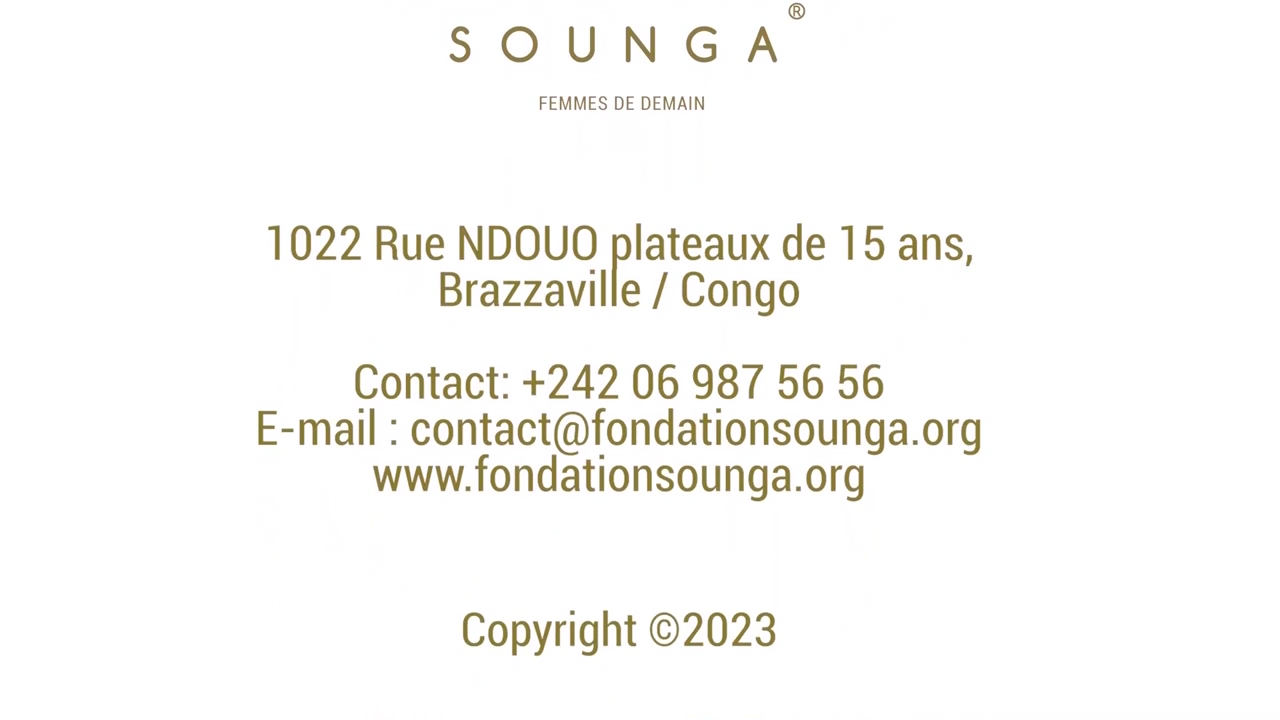 SOUNGA®
FEMMES DE DEMAIN
1022 Rue NDOUO plateaux de 15 ans,
Brazzaville / Congo
Contact: +242 06 987 56 56
E-mail : contact@fondationsounga.org
www.fondationsounga.org
Copyright ©2023